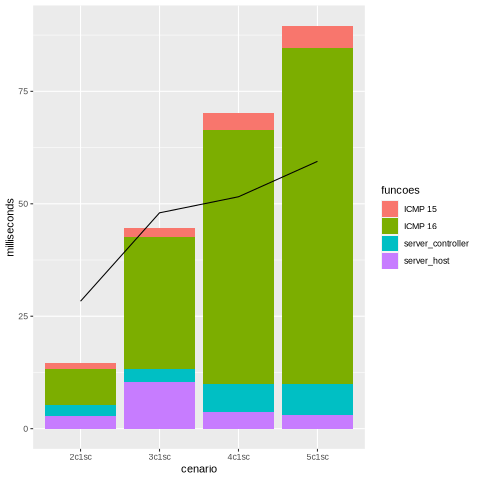 milliseconds
75
50
25
0
2c1sc 3c1sc 4c1sc 5c1sc
cenario
funcoes
ICMP 15
ICMP 16
server_controller
server_host